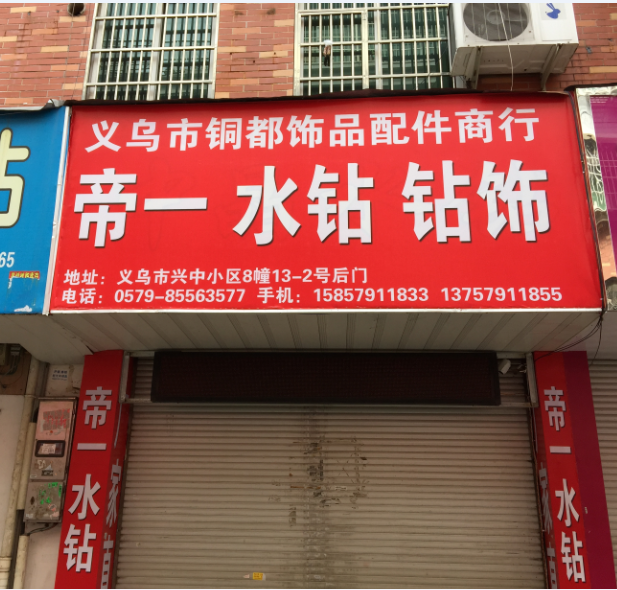 义乌市铜都饰品配件商行
帝一 水钻 钻饰
地址：义乌市兴中小区8幢13-2号后门
电话：0579-85563577 手机：15857911833 13757911855
钻
65
帝一水钻
帝一水钻